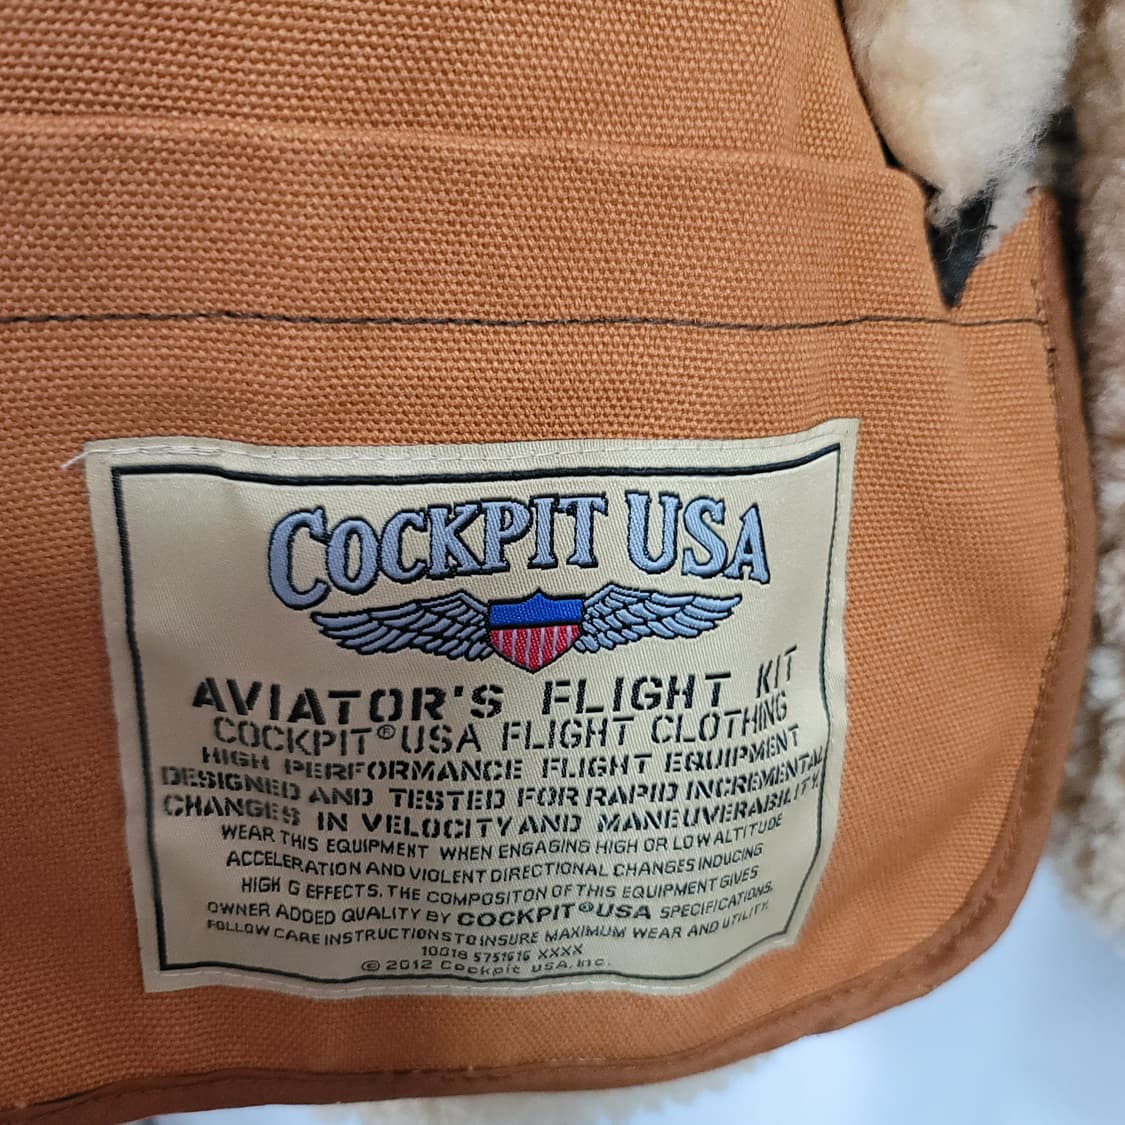 COCKPIT USA
AVIATOR'S FLIGHT KIT
COCKPIT® USA FLIGHT CLOTHING
HIGH PERFORMANCE FLIGHT EQUIPMENT
DESIGNED AND TESTED FOR RAPID INCREMENTAL
CHANGES IN VELOCITY AND MANEUVERABILITY.
WEAR THIS EQUIPMENT WHEN ENGAGING HIGH OR LOW ALTITUDE
ACCELERATION AND VIOLENT DIRECTIONAL CHANGES INDUCING
HIGH G EFFECTS. THE COMPOSITON OF THIS EQUIPMENT GIVES
OWNER ADDED QUALITY BY COCKPIT® USA SPECIFICATIONS.
FOLLOW CARE INSTRUCTIONS TO INSURE MAXIMUM WEAR AND UTILITY.
10018 5751616 XXXX
© 2012 Cockpit USA, Inc.